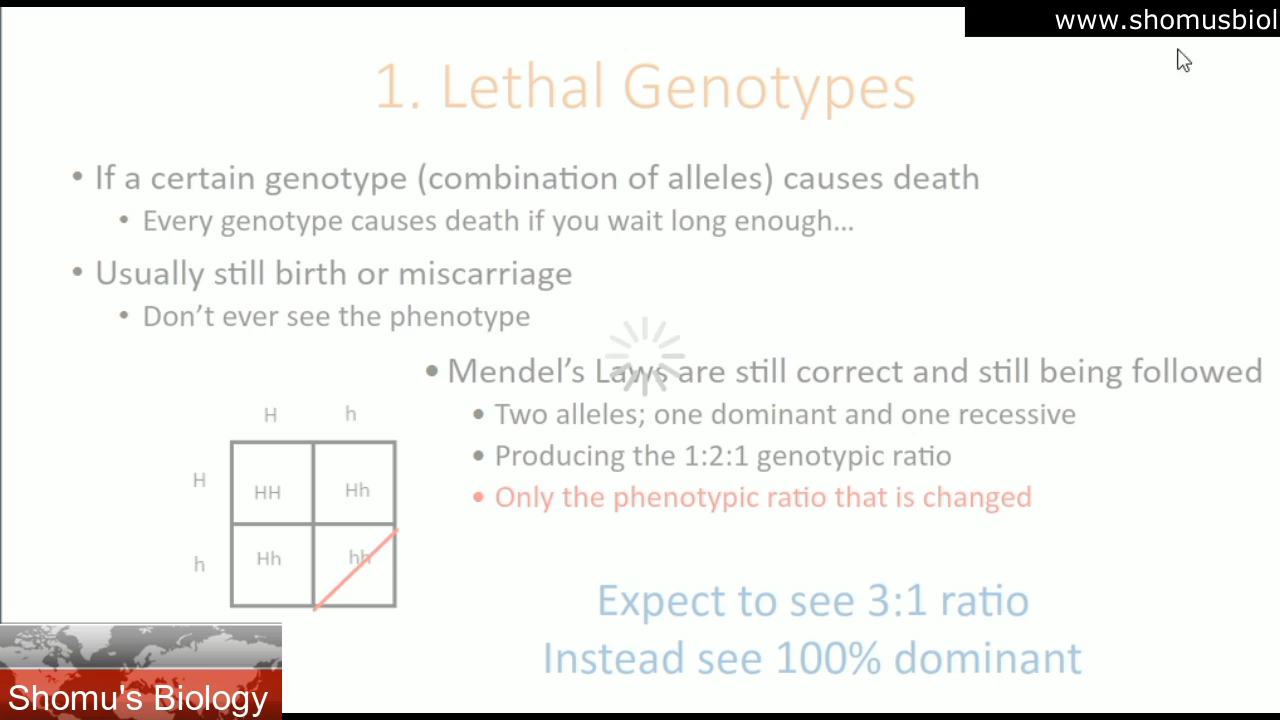 www.shomusbiol
1. Lethal Genotypes
• If a certain genotype (combination of alleles) causes death
• Every genotype causes death if you wait long enough...
• Usually still birth or miscarriage
• Don't ever see the phenotype
• Mendel's Laws are still correct and still being followed
• Two alleles; one dominant and one recessive
• Producing the 1:2:1 genotypic ratio
• Only the phenotypic ratio that is changed
H h
H HH Hh
h Hh hh
Expect to see 3:1 ratio
Instead see 100% dominant
Shomu's Biology